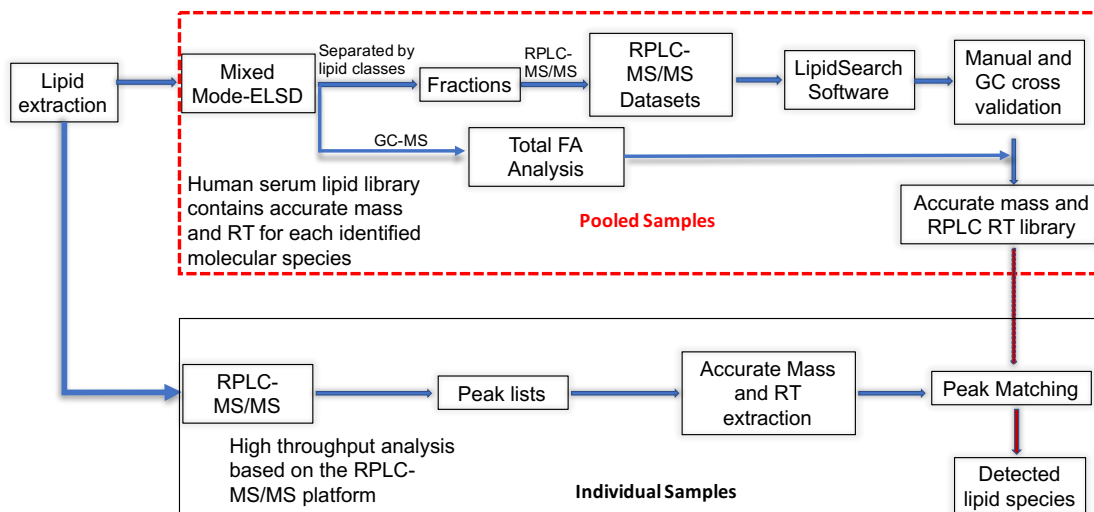 Lipid
extraction
Mixed
Mode-ELSD
Separated by
lipid classes
Fractions
RPLC-
MS/MS
RPLC-
MS/MS
Datasets
LipidSearch
Software
Manual and
GC cross
validation
GC-MS
Total FA
Analysis
Human serum lipid library
contains accurate mass
and RT for each identified
molecular species
Pooled Samples
Accurate mass and
RPLC RT library
RPLC-
MS/MS
Peak lists
Accurate Mass
and RT
extraction
Peak Matching
High throughput analysis
based on the RPLC-
MS/MS platform
Individual Samples
Detected
lipid species